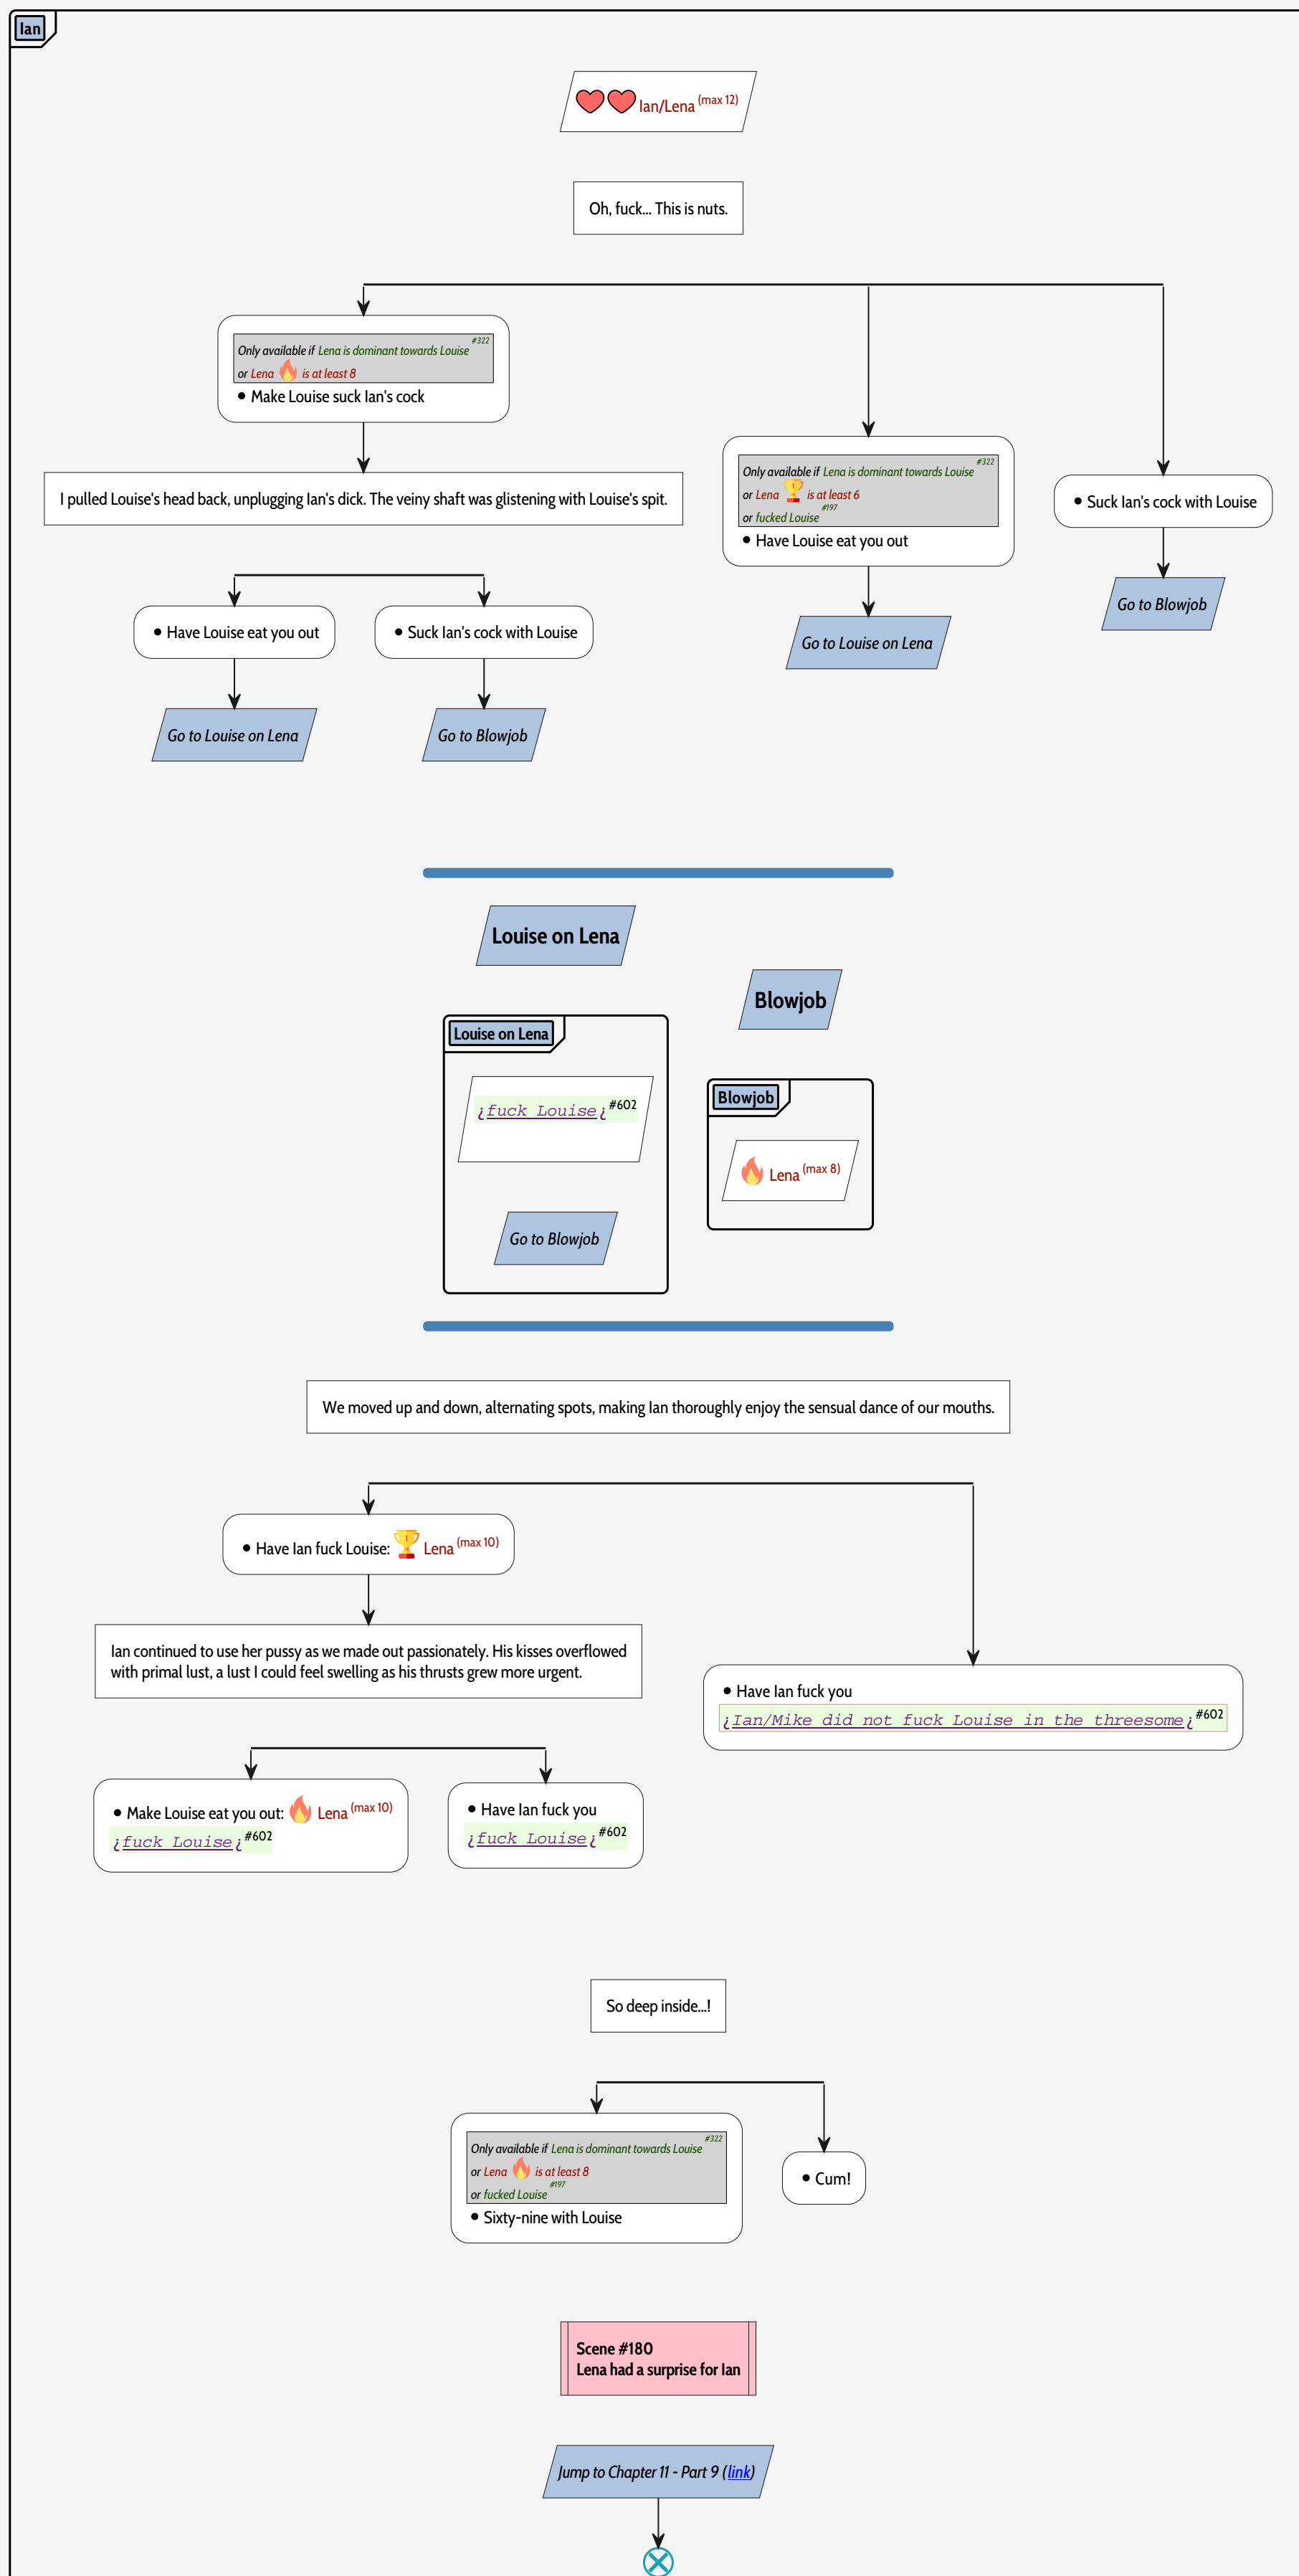 Ian
Ian/Lena (max 12)
Oh, fuck... This is nuts.
Only available if Lena is dominant towards Louise #322
or Lena is at least 8
• Make Louise suck Ian's cock
I pulled Louise's head back, unplugging Ian's dick. The veiny shaft was glistening with Louise's spit.
• Have Louise eat you out
Go to Louise on Lena
• Suck Ian's cock with Louise
Go to Blowjob
Only available if Lena is dominant towards Louise #322
or Lena is at least 6
or fucked Louise #197
• Have Louise eat you out
Go to Louise on Lena
• Suck Ian's cock with Louise
Go to Blowjob
Louise on Lena
Louise on Lena
¿fuck Louise¿ #602
Go to Blowjob
Blowjob
Blowjob
Lena (max 8)
We moved up and down, alternating spots, making Ian thoroughly enjoy the sensual dance of our mouths.
• Have Ian fuck Louise: Lena (max 10)
Ian continued to use her pussy as we made out passionately. His kisses overflowed
with primal lust, a lust I could feel swelling as his thrusts grew more urgent.
• Make Louise eat you out: Lena (max 10)
¿fuck Louise¿ #602
• Have Ian fuck you
¿fuck Louise¿ #602
• Have Ian fuck you
¿Ian/Mike did not fuck Louise in the threesome¿ #602
So deep inside...!
Only available if Lena is dominant towards Louise #322
or Lena is at least 8
or fucked Louise #197
• Sixty-nine with Louise
• Cum!
Scene #180
Lena had a surprise for Ian
Jump to Chapter 11 - Part 9 (link)